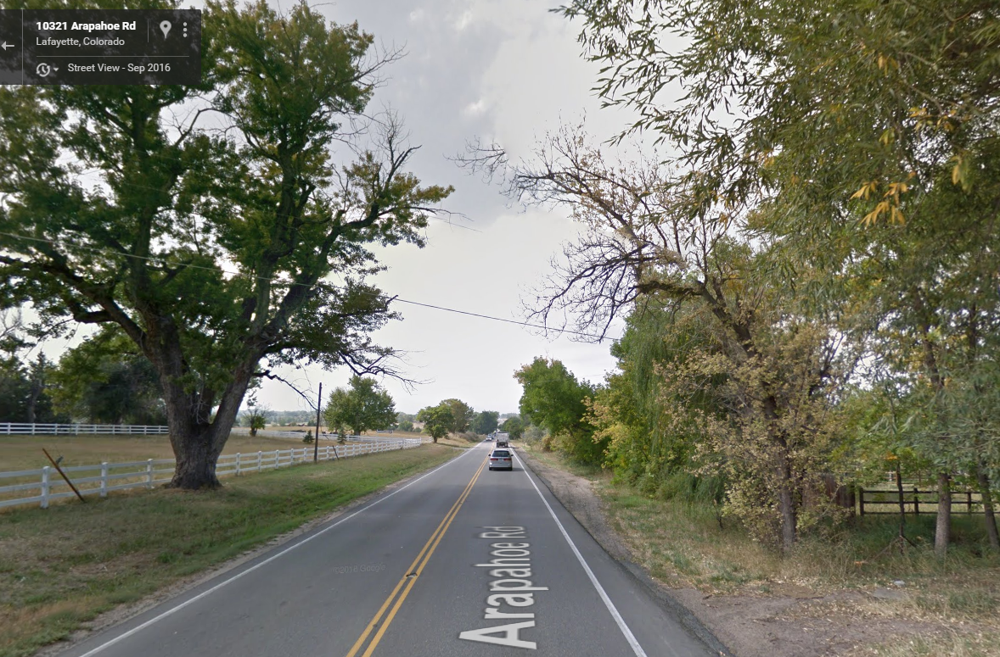 10321 Arapahoe Rd
Lafayette, Colorado
Street View - Sep 2016
Arapahoe Rd